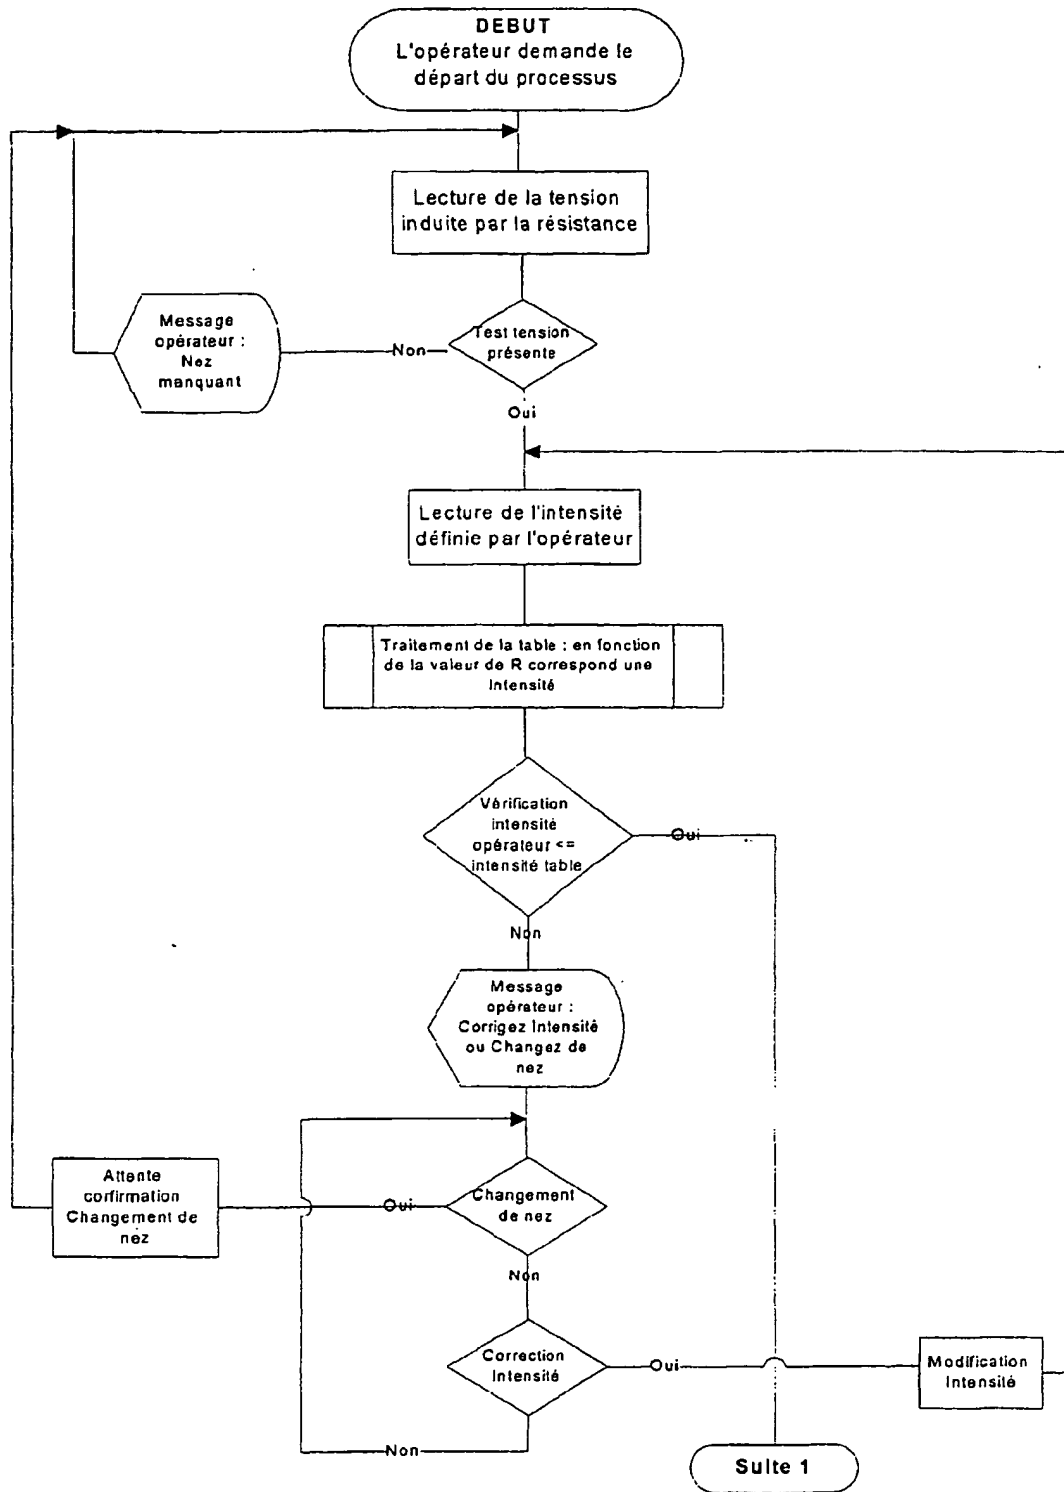 DEBUT
L'opérateur demande le
départ du processus
Lecture de la tension
induite par la résistance
Message
opérateur :
Nez
manquant
Non
Test tension
présente
Oui
Lecture de l'intensité
définie par l'opérateur
Traitement de la table : en fonction
de la valeur de R correspond une
Intensité
Vérification
intensité
opérateur <=
intensité table
Oui
Non
Message
opérateur :
Corrigez Intensité
ou Changez de
nez
Attente
confirmation
Changement de
nez
Oui
Changement
de nez
Non
Correction
Intensité
Oui
Modification
Intensité
Non
Suite 1